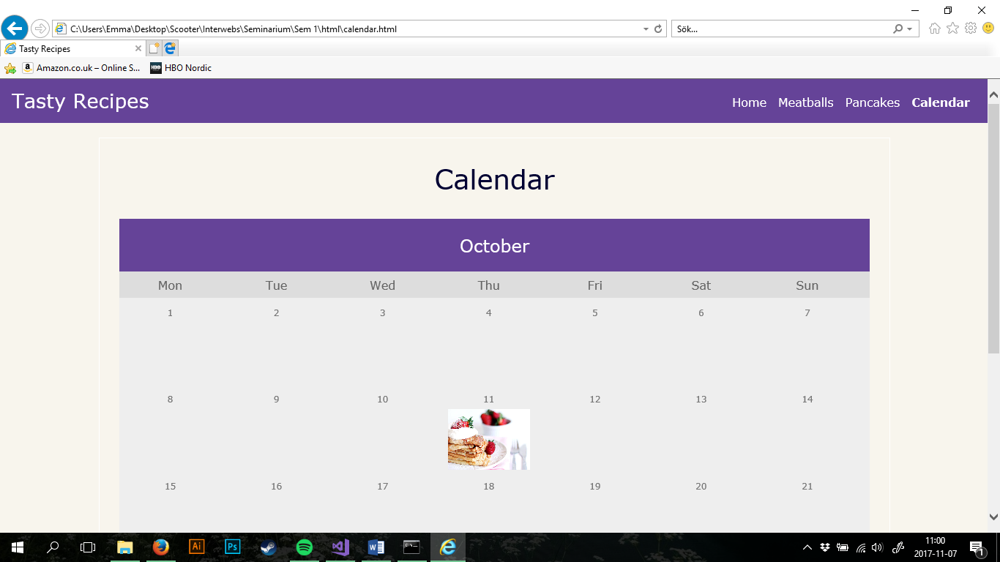 C:\Users\Emma\Desktop\Scooter\Interwebs\Seminarium\Sem 1\html\calendar.html
Sök...
Tasty Recipes
Amazon.co.uk – Online S...
HBO Nordic
Tasty Recipes
Home Meatballs Pancakes Calendar
Calendar
October
Mon Tue Wed Thu Fri Sat Sun
1 2 3 4 5 6 7
8 9 10 11 12 13 14
15 16 17 18 19 20 21
Ai
Ps
11:00
2017-11-07
1